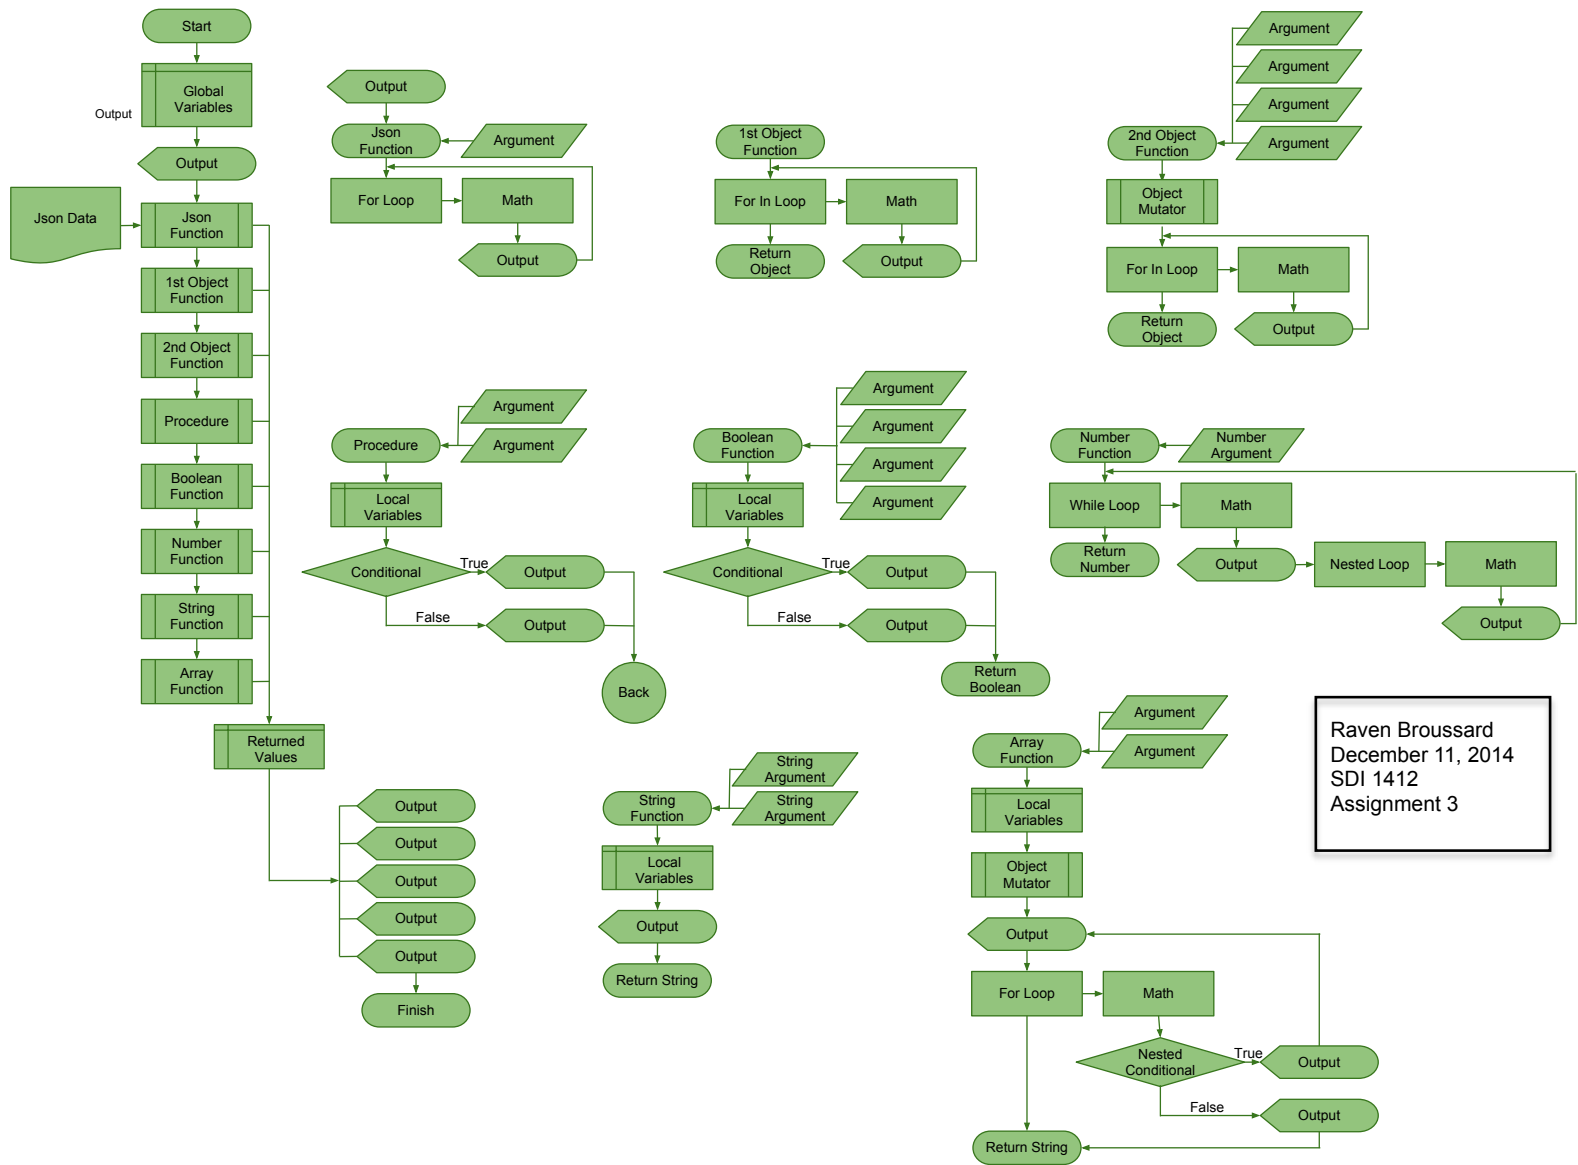 Start
Global
Variables
Output
Output
Json Data
Json
Function
1st Object
Function
2nd Object
Function
Procedure
Boolean
Function
Number
Function
String
Function
Array
Function
Returned
Values
Output
Output
Output
Output
Output
Finish
Output
Json
Function
Argument
For Loop
Math
Output
1st Object
Function
For In Loop
Math
Return
Object
Output
Argument
Argument
Argument
2nd Object
Function
Argument
Object
Mutator
For In Loop
Math
Return
Object
Output
Argument
Procedure
Argument
Local
Variables
Conditional
True
Output
False
Output
Back
Argument
Argument
Boolean
Function
Argument
Argument
Local
Variables
Conditional
True
Output
False
Output
Return
Boolean
Number
Function
Number
Argument
While Loop
Math
Return
Number
Output
Nested Loop
Math
Output
String
Argument
String
Function
String
Argument
Local
Variables
Output
Return String
Argument
Array
Function
Argument
Local
Variables
Object
Mutator
Output
For Loop
Math
Nested
Conditional
True
Output
False
Output
Return String
Raven Broussard
December 11, 2014
SDI 1412
Assignment 3